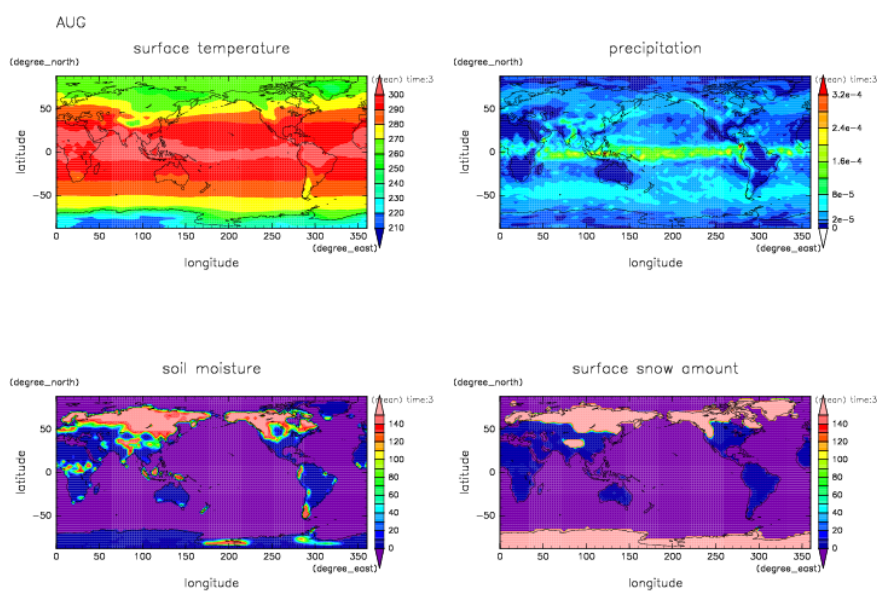 AUG
surface temperature
(degree_north)
(mean) time:3
300
298
290
280
270
260
250
240
230
220
210
50
0
−50
latitude
0 50 100 150 200 250 300 350
(degree_east)
longitude
precipitation
(degree_north)
(mean) time:3
3.2e−4
2.4e−4
1.6e−4
8e−5
2e−5
0
50
0
−50
latitude
0 50 100 150 200 250 300 350
(degree_east)
longitude
soil moisture
(degree_north)
(mean) time:3
140
120
100
80
60
40
20
0
50
0
−50
latitude
0 50 100 150 200 250 300 350
(degree_east)
longitude
surface snow amount
(degree_north)
(mean) time:3
140
120
100
80
60
40
20
0
50
0
−50
latitude
0 50 100 150 200 250 300 350
(degree_east)
longitude